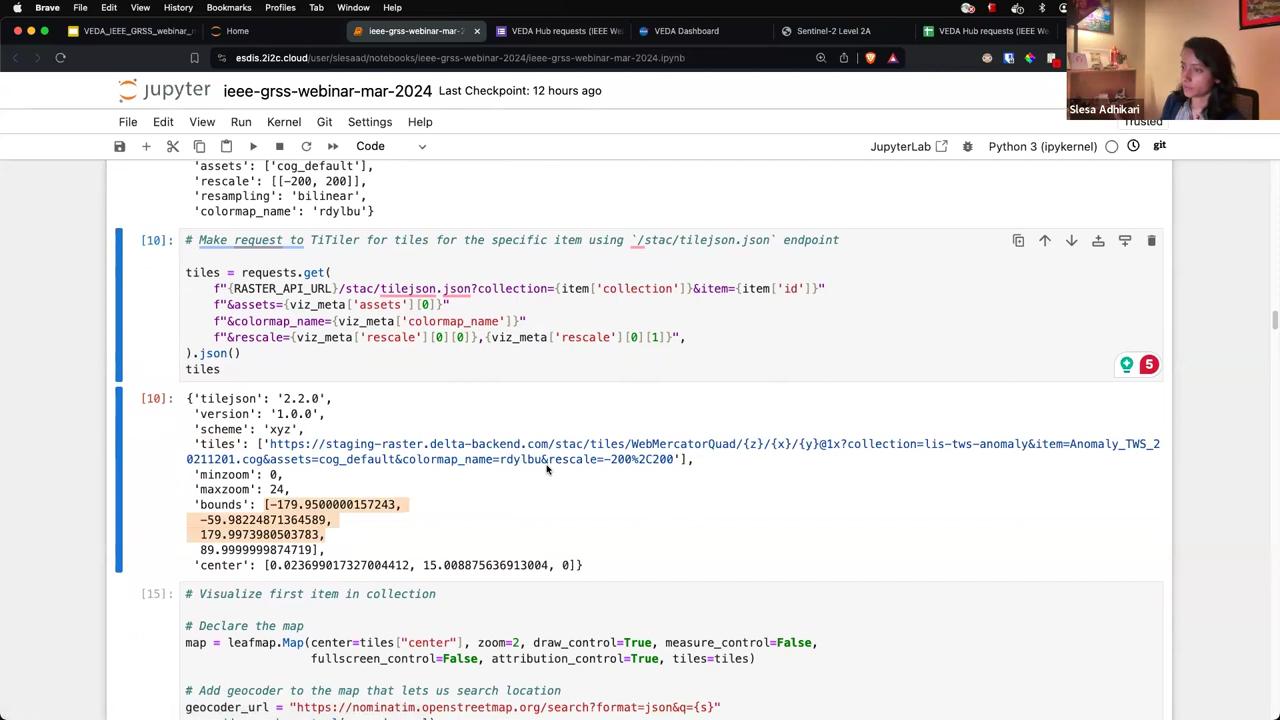 Brave File Edit View History Bookmarks Profiles Tab Window Help
VEDA_IEEE_GRSS_webinar_m
Home
ieee-grss-webinar-mar-2
VEDA Hub requests (IEEE We
VEDA Dashboard
Sentinel-2 Level 2A
VEDA Hub requests (IEEE We
esdis.2i2c.cloud/user/slesaad/notebooks/ieee-grss-webinar-2024/ieee-grss-webinar-mar-2024.ipynb
jupyter ieee-grss-webinar-mar-2024 Last Checkpoint: 12 hours ago
Slesa Adhikari
File Edit View Run Kernel Git Settings Help
Trusted
Code
JupyterLab Python 3 (ipykernel) git
'assets': ['cog_default'],
'rescale': [[-200, 200]],
'resampling': 'bilinear',
'colormap_name': 'rdylbu'}
[10]: # Make request to TiTiler for tiles for the specific item using `/stac/tilejson.json` endpoint
tiles = requests.get(
f"{RASTER_API_URL}/stac/tilejson.json?collection={item['collection']}&item={item['id']}"
f"&assets={viz_meta['assets'][0]}"
f"&colormap_name={viz_meta['colormap_name']}"
f"&rescale={viz_meta['rescale'][0][0]},{viz_meta['rescale'][0][1]}",
).json()
tiles
5
[10]: {'tilejson': '2.2.0',
'version': '1.0.0',
'scheme': 'xyz',
'tiles': ['https://staging-raster.delta-backend.com/stac/tiles/WebMercatorQuad/{z}/{x}/{y}@1x?collection=lis-tws-anomaly&item=Anomaly_TWS_2
0211201.cog&assets=cog_default&colormap_name=rdylbu&rescale=-200%2C200'],
'minzoom': 0,
'maxzoom': 24,
'bounds': [-179.9500000157243,
-59.98224871364589,
179.9973980503783,
89.9999999874719],
'center': [0.023699017327004412, 15.008875636913004, 0]}
[15]: # Visualize first item in collection
# Declare the map
map = leafmap.Map(center=tiles["center"], zoom=2, draw_control=True, measure_control=False,
fullscreen_control=False, attribution_control=True, tiles=tiles)
# Add geocoder to the map that lets us search location
geocoder_url = "https://nominatim.openstreetmap.org/search?format=json&q={s}"